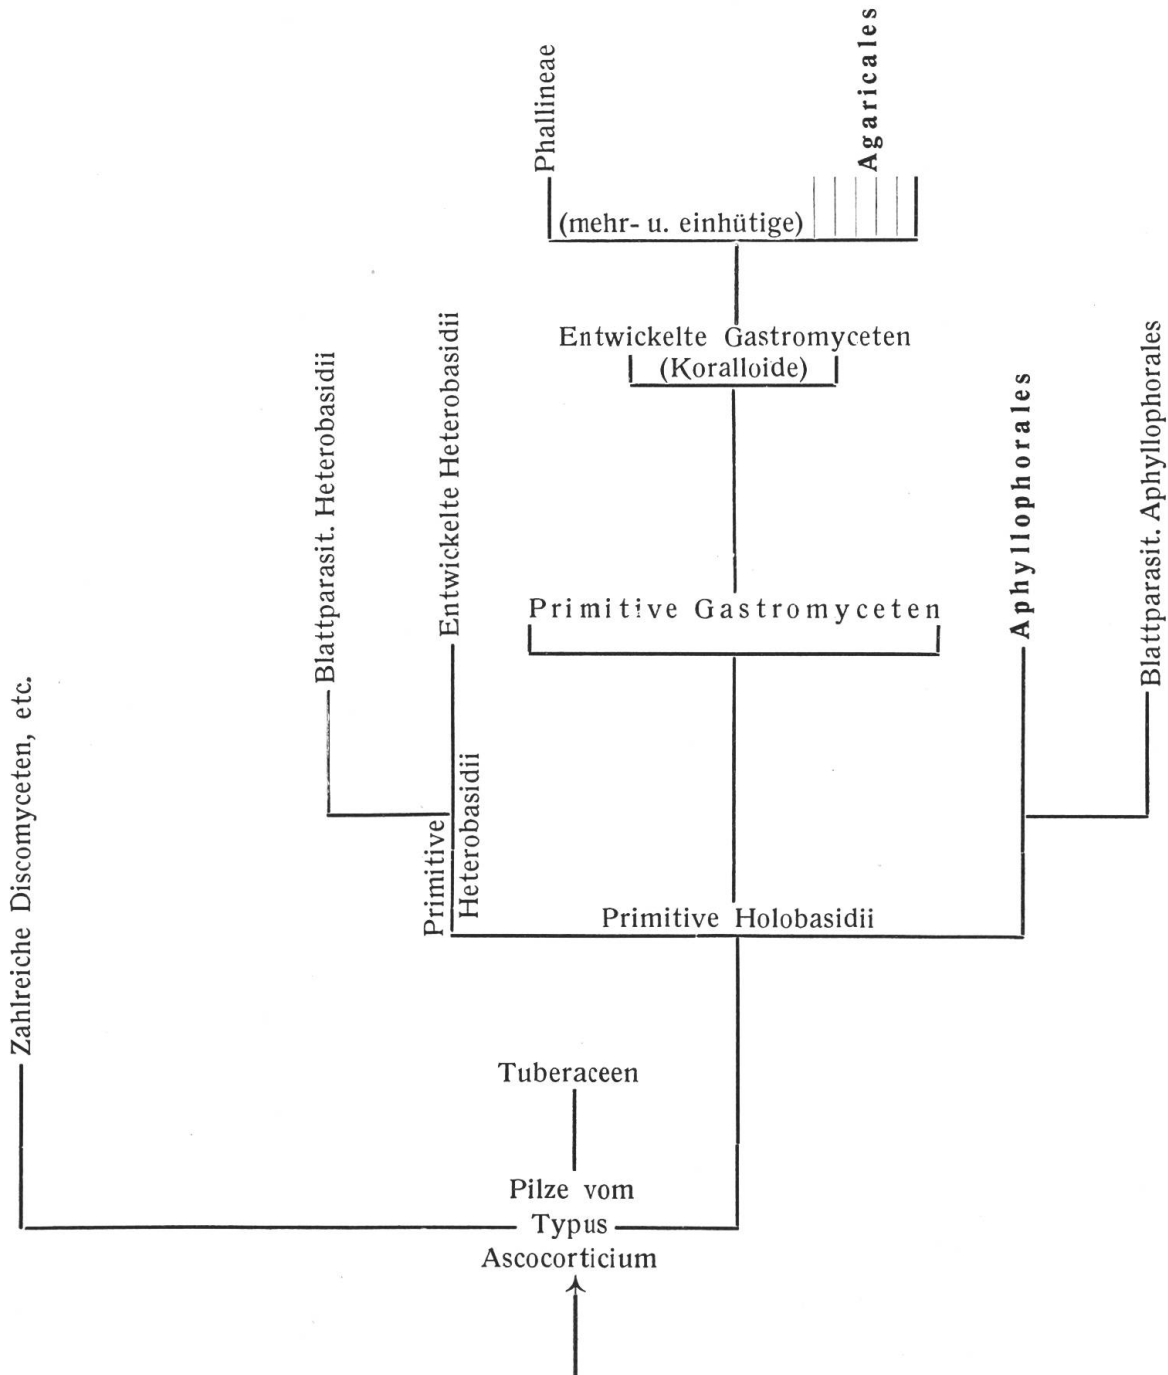 Phallineae
Agaricales
(mehr- u. einhütige)
Entwickelte Gastromyceten
(Koralloide)
Blattparasit. Heterobasidii
Entwickelte Heterobasidii
Aphyllophorales
Blattparasit. Aphyllophorales
Primitive Gastromyceten
Zahlreiche Discomyceten, etc.
Primitive
Heterobasidii
Primitive Holobasidii
Tuberaceen
Pilze vom
Typus
Ascocorticium